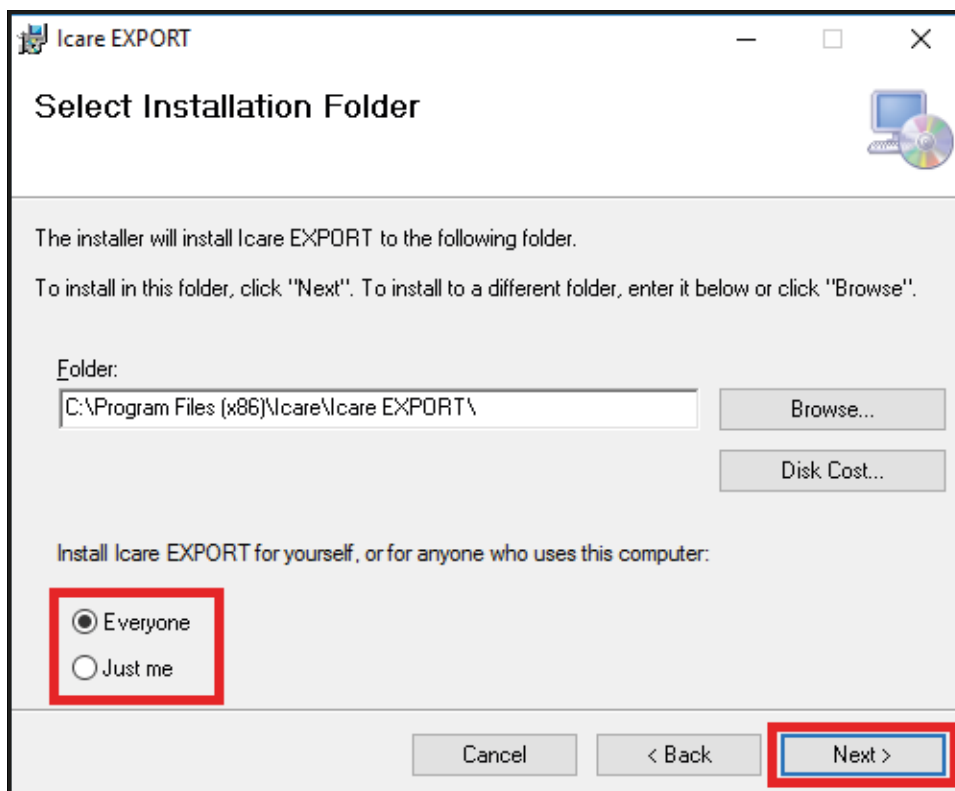 Icare EXPORT
Select Installation Folder
The installer will install Icare EXPORT to the following folder.
To install in this folder, click "Next". To install to a different folder, enter it below or click "Browse".
Folder:
C:\Program Files (x86)\Icare\Icare EXPORT\
Browse...
Disk Cost...
Install Icare EXPORT for yourself, or for anyone who uses this computer:
Everyone
Just me
Cancel
< Back
Next >